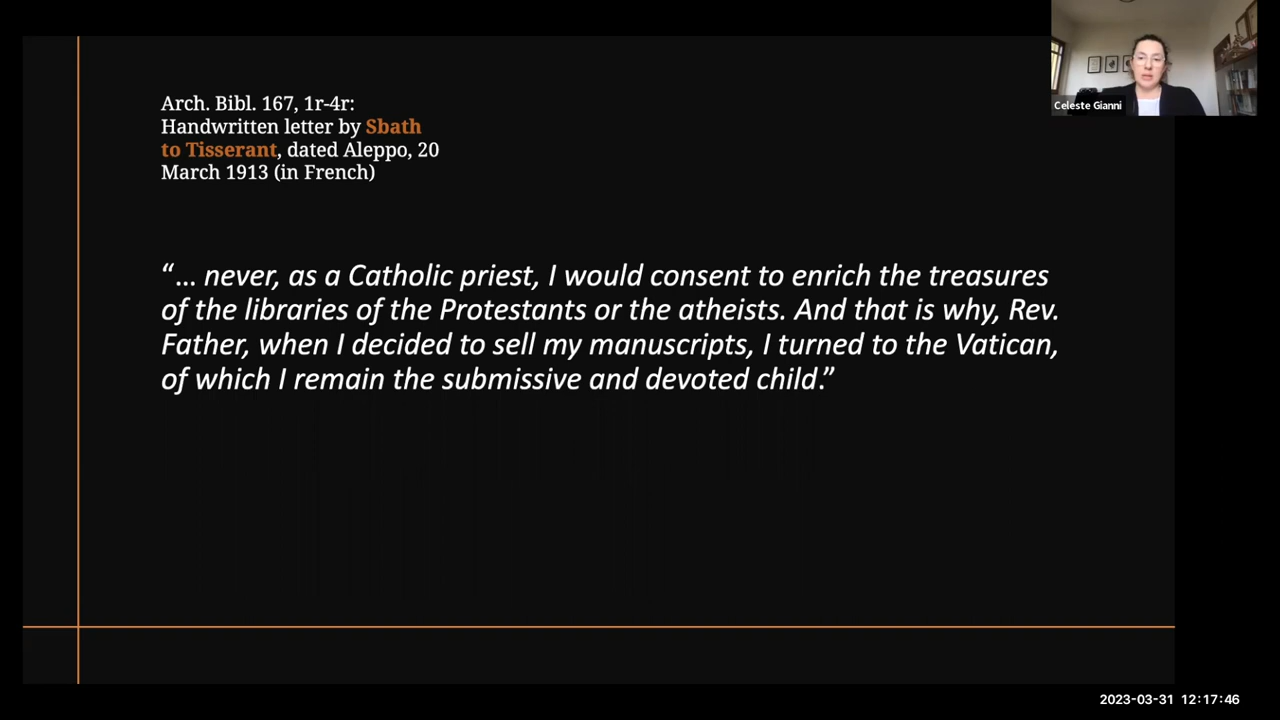 Arch. Bibl. 167, 1r-4r:
Handwritten letter by Sbath
to Tisserant, dated Aleppo, 20
March 1913 (in French)
“… never, as a Catholic priest, I would consent to enrich the treasures
of the libraries of the Protestants or the atheists. And that is why, Rev.
Father, when I decided to sell my manuscripts, I turned to the Vatican,
of which I remain the submissive and devoted child.”
Celeste Gianni
2023-03-31 12:17:46